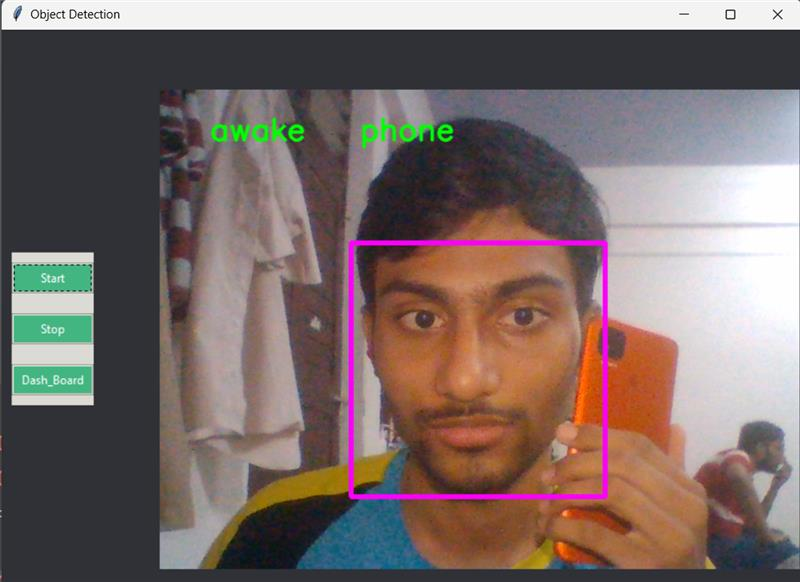 Object Detection
awake phone
Start
Stop
Dash_Board